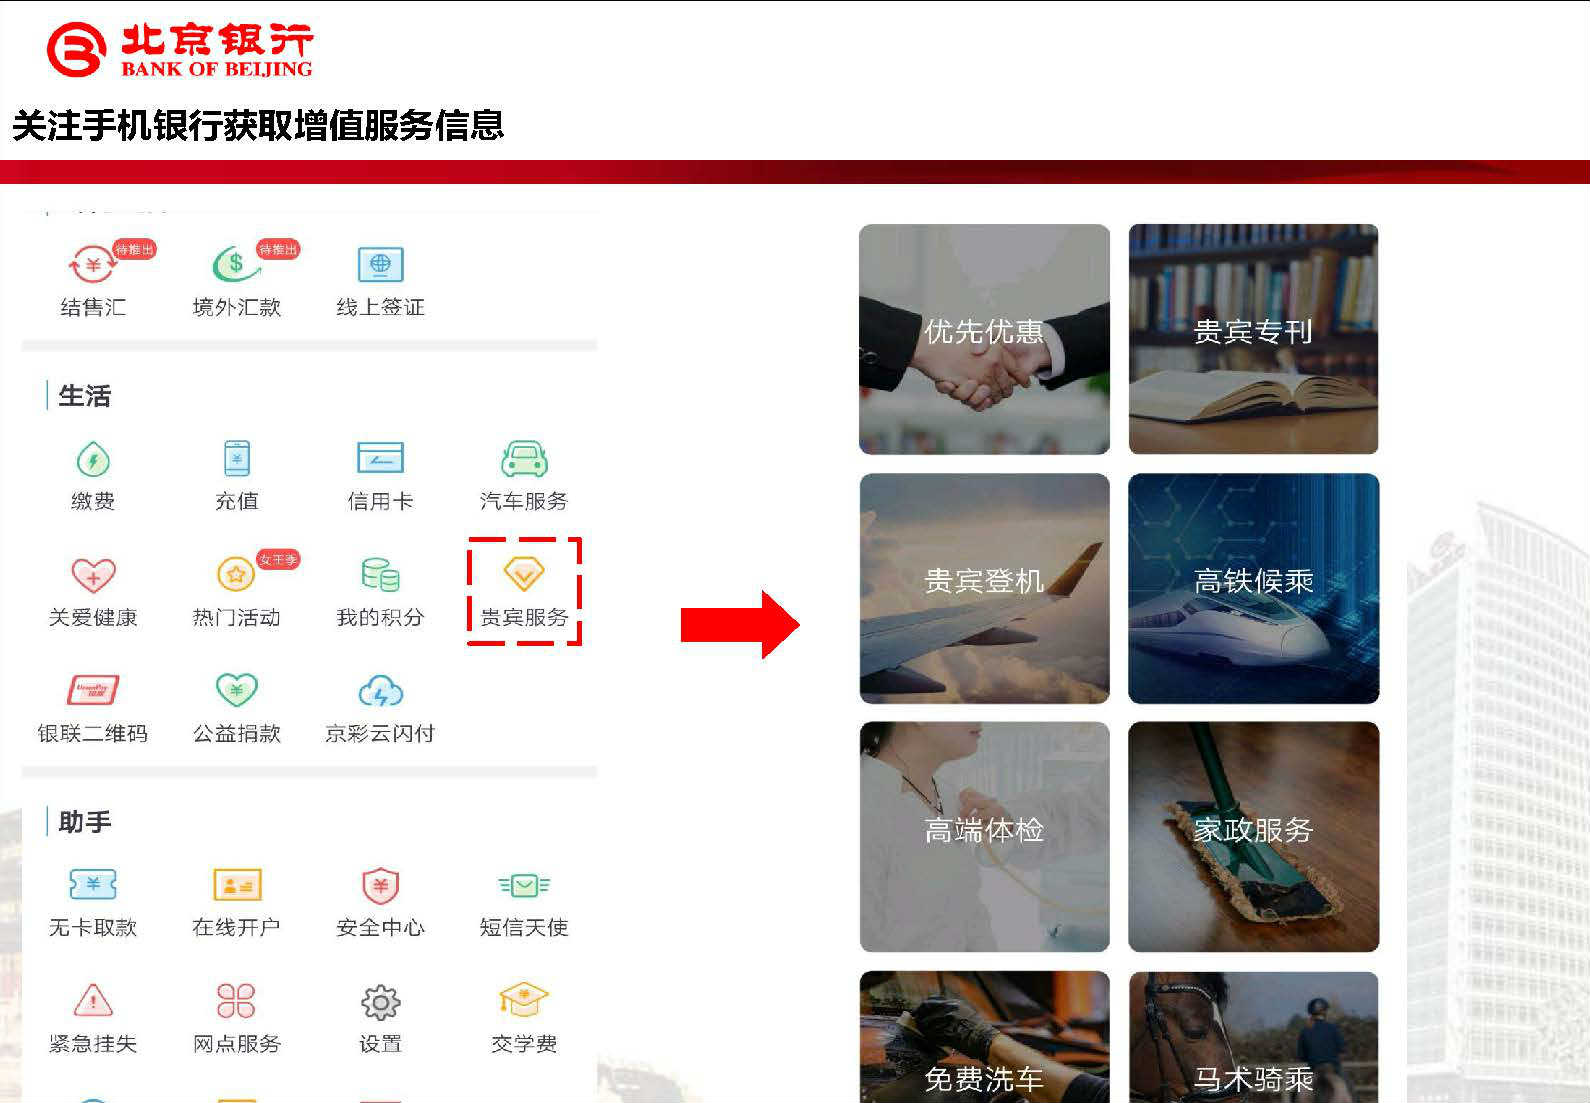 北京银行
BANK OF BEIJING
关注手机银行获取增值服务信息
待推出 待推出
结售汇 境外汇款 线上签证
生活
缴费 充值 信用卡 汽车服务
女王季
关爱健康 热门活动 我的积分 贵宾服务
UnionPay
银联
银联二维码 公益捐款 京彩云闪付
助手
无卡取款 在线开户 安全中心 短信天使
紧急挂失 网点服务 设置 交学费
优先优惠 贵宾专刊
贵宾登机 高铁候乘
高端体检 家政服务
免费洗车 马术骑乘